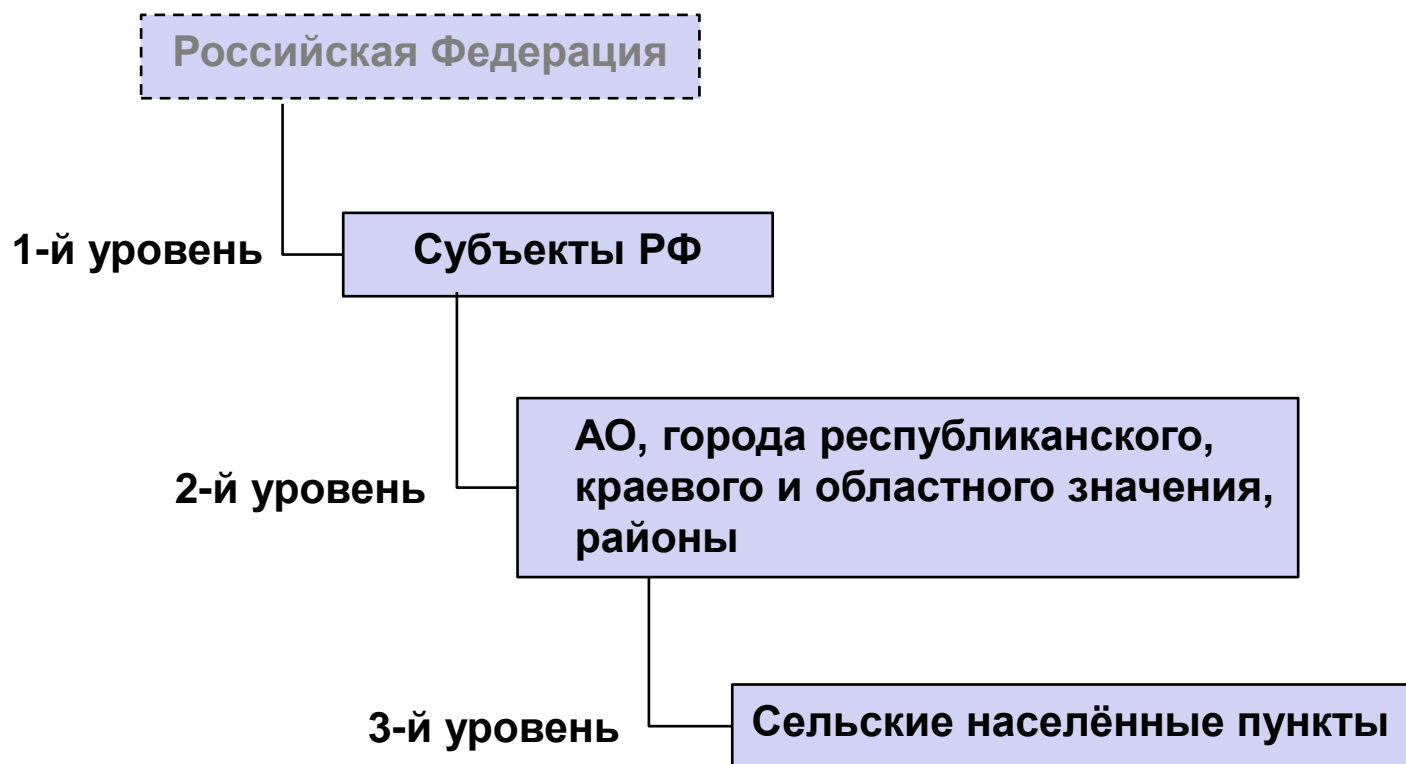 Российская Федерация
1-й уровень
Субъекты РФ
2-й уровень
АО, города республиканского,
краевого и областного значения,
районы
3-й уровень
Сельские населённые пункты